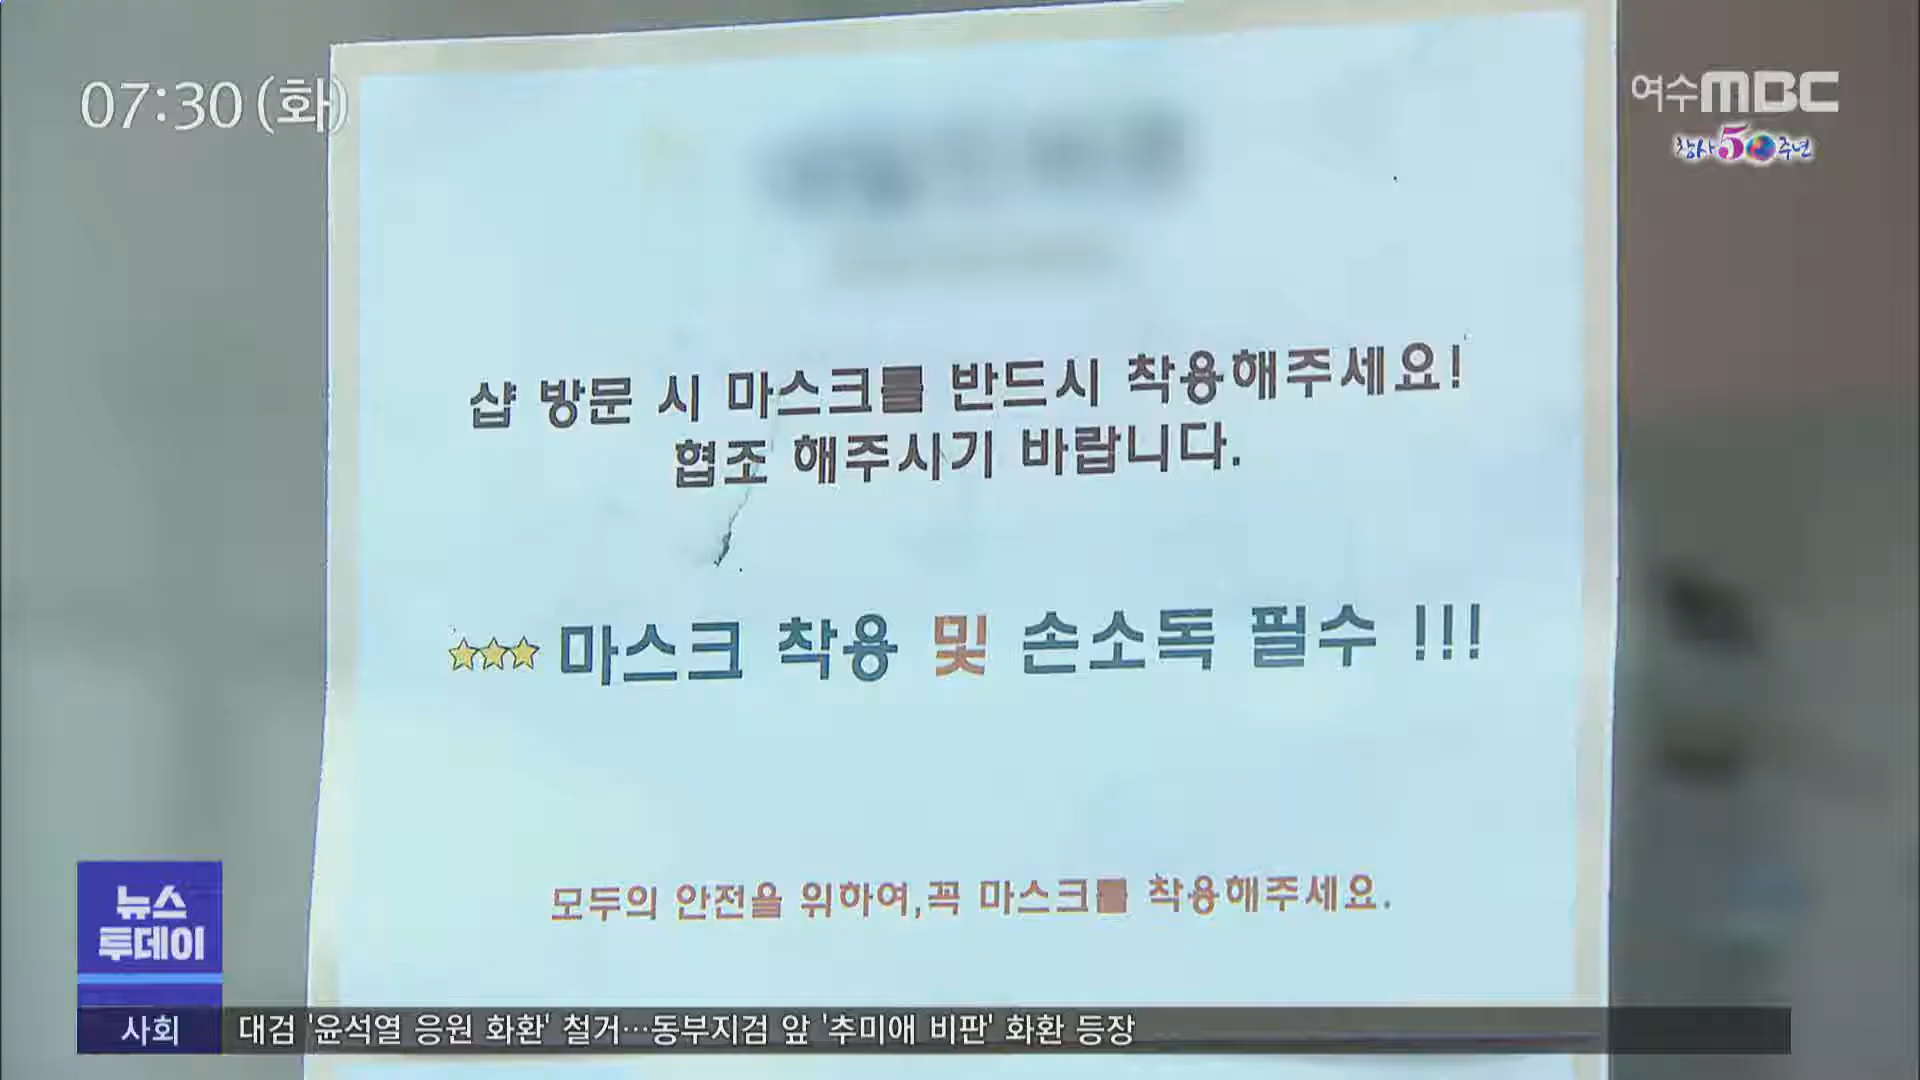 07:30 (화)
여수MBC
창사50주년
샵 방문 시 마스크를 반드시 착용해주세요!
협조 해주시기 바랍니다.
마스크 착용 및 손소독 필수 !!!
모두의 안전을 위하여,꼭 마스크를 착용해주세요.
뉴스
투데이
사회
대검 '윤석열 응원 화환' 철거…동부지검 앞 '추미애 비판' 화환 등장